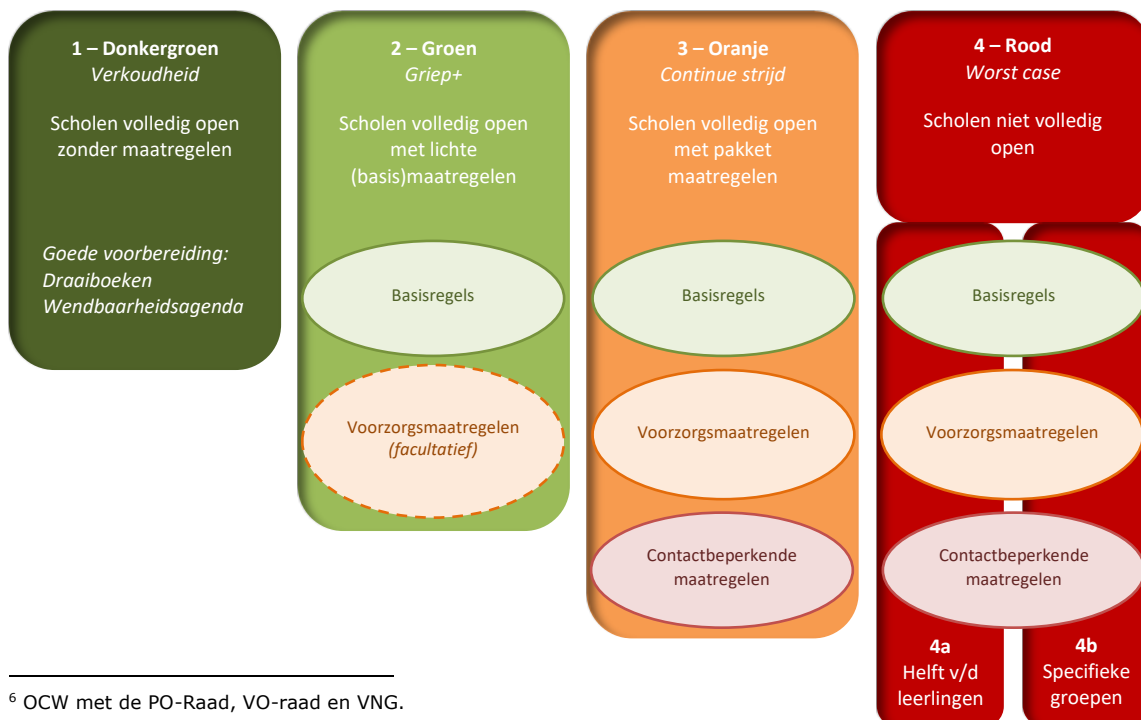 1 – Donkergroen
Verkoudheid
Scholen volledig open
zonder maatregelen
Goede voorbereiding:
Draaiboeken
Wendbaarheidsagenda
2 – Groen
Griep+
Scholen volledig open
met lichte
(basis)maatregelen
Basisregels
Voorzorgsmaatregelen
(facultatief)
3 – Oranje
Continue strijd
Scholen volledig open
met pakket
maatregelen
Basisregels
Voorzorgsmaatregelen
Contactbeperkende
maatregelen
4 – Rood
Worst case
Scholen niet volledig
open
Basisregels
Voorzorgsmaatregelen
Contactbeperkende
maatregelen
4a
Helft v/d
leerlingen
4b
Specifieke
groepen
⁶ OCW met de PO-Raad, VO-raad en VNG.